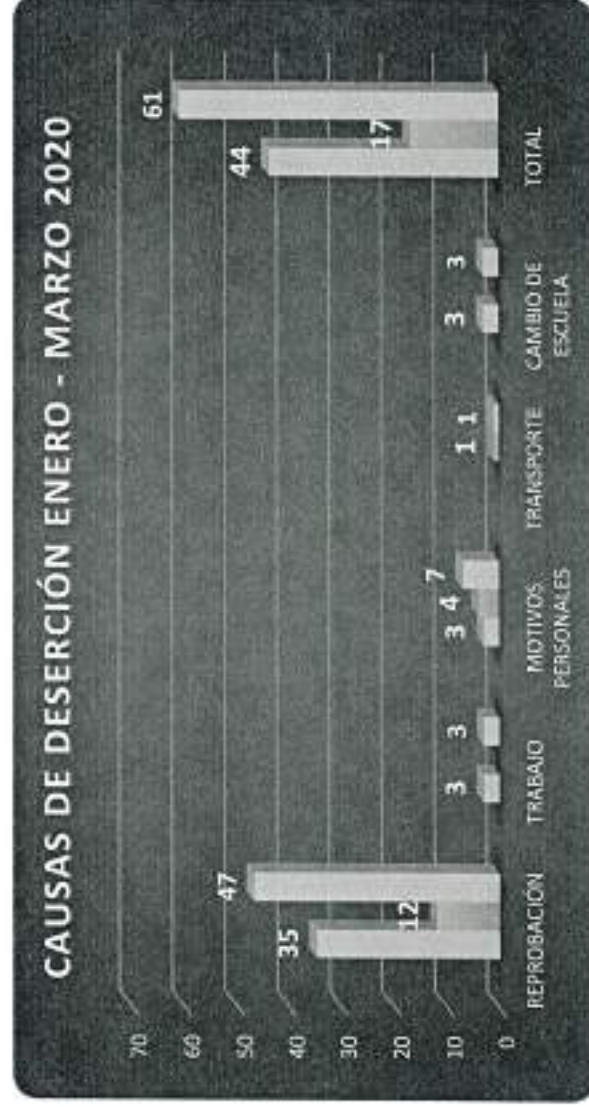 CAUSAS DE DESERCIÓN ENERO - MARZO 2020
70
60
50
40
30
20
10
0
35
12
47
3
3
3
4
7
1
1
3
3
44
17
61
REPROBACIÓN
TRABAJO
MOTIVOS
PERSONALES
TRANSPORTE
CAMBIO DE
ESCUELA
TOTAL